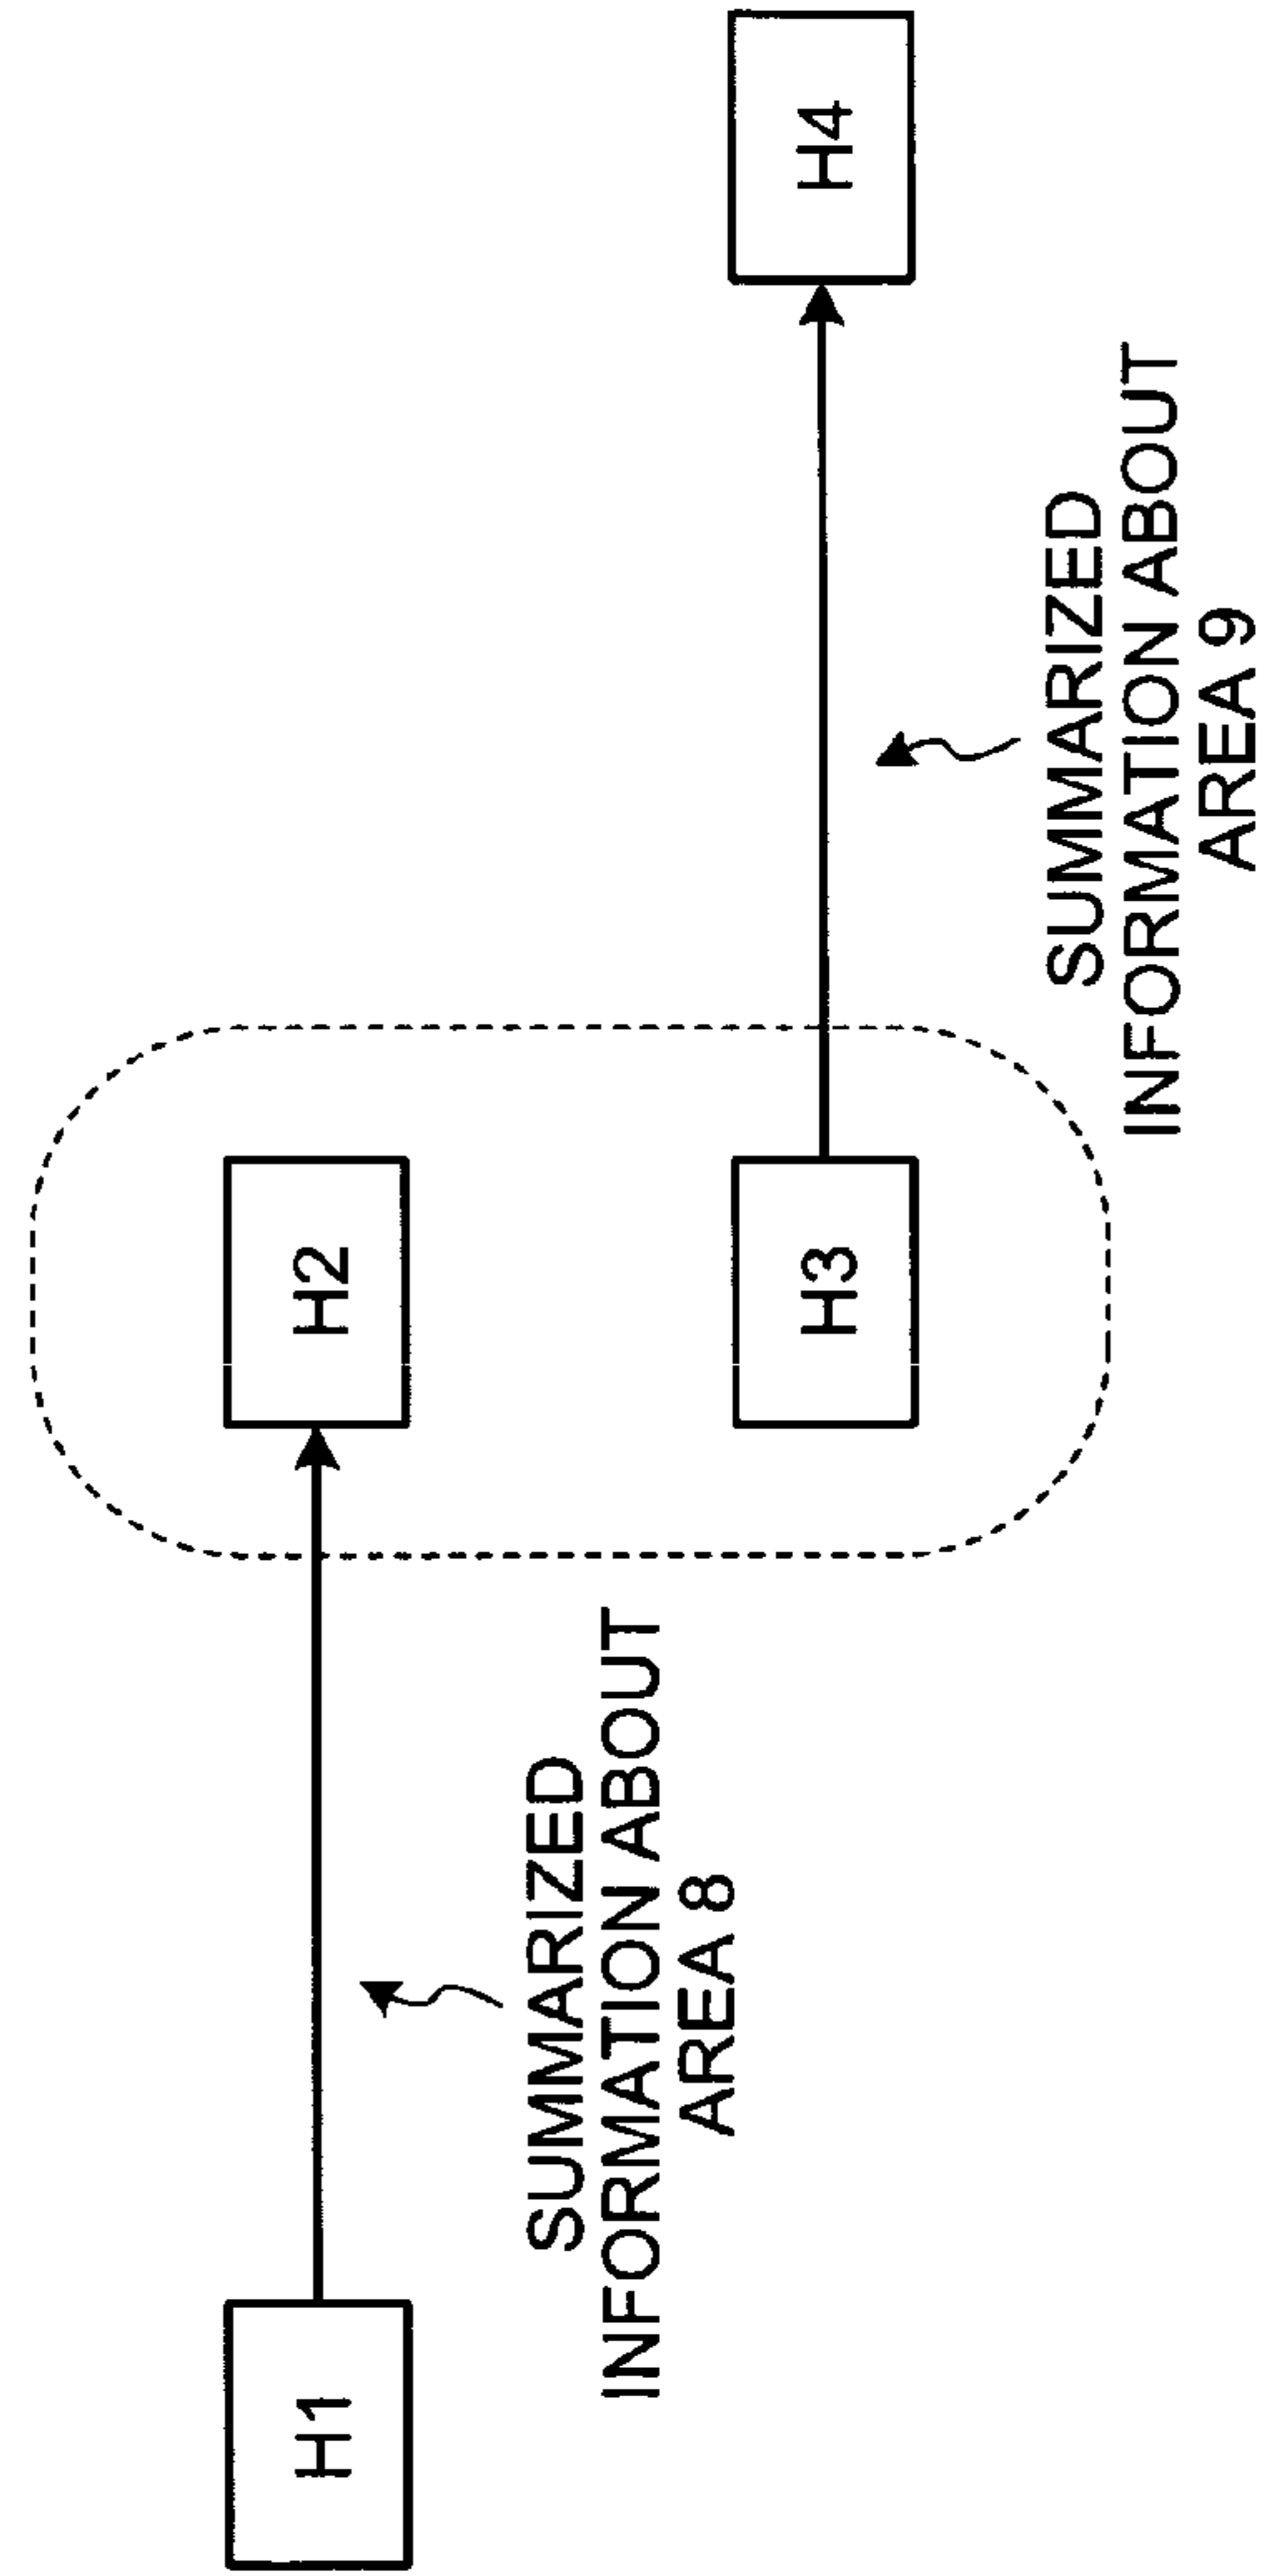 H1
H2
SUMMARIZED
INFORMATION ABOUT
AREA 8
H3
H4
SUMMARIZED
INFORMATION ABOUT
AREA 9